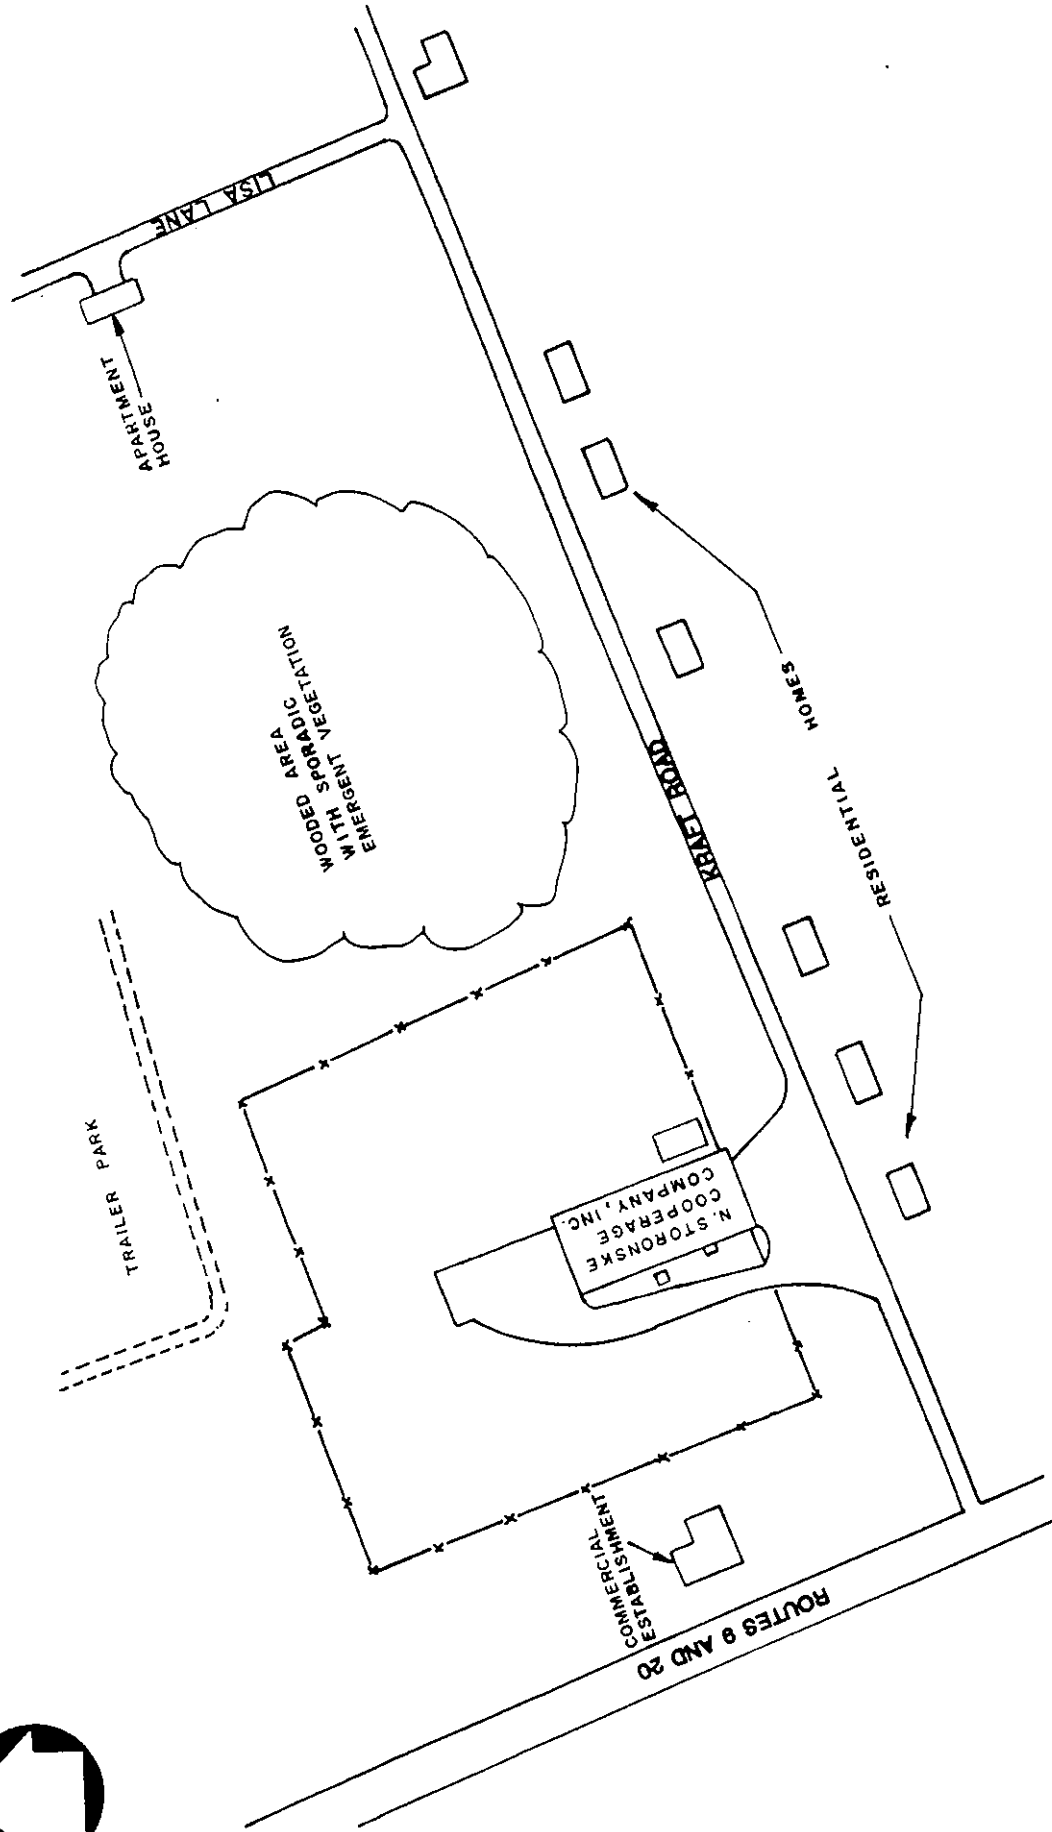 LISA LANE
APARTMENT
HOUSE
WOODED AREA
WITH SPORADIC
EMERGENT VEGETATION
KRAFT ROAD
RESIDENTIAL HOMES
TRAILER PARK
N. STORONSKE
COOPERAGE
COMPANY, INC.
COMMERCIAL
ESTABLISHMENT
ROUTES 9 AND 20